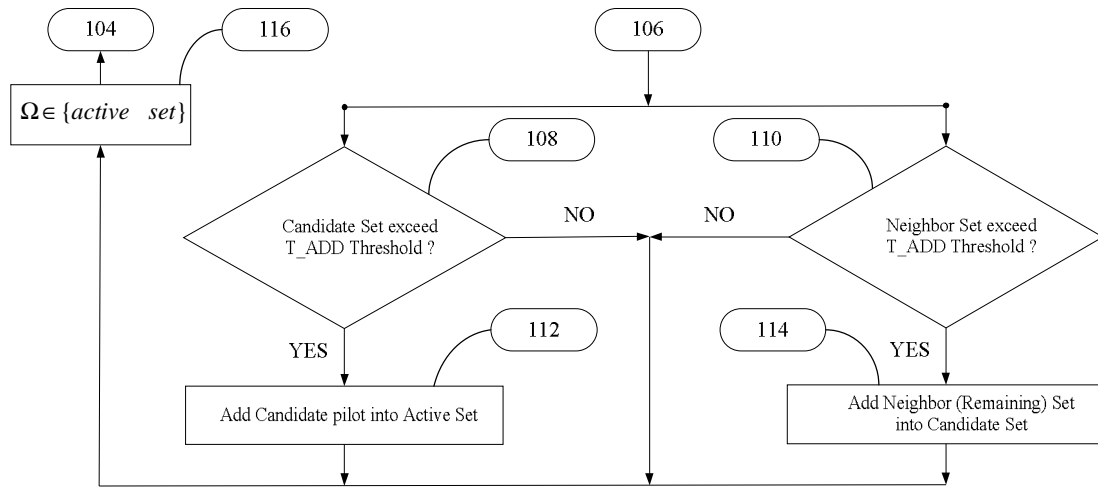 104
116
106
Ω ∈ {active set}
108
110
Candidate Set exceed
T_ADD Threshold ?
NO
NO
Neighbor Set exceed
T_ADD Threshold ?
112
114
YES
YES
Add Candidate pilot into Active Set
Add Neighbor (Remaining) Set
into Candidate Set